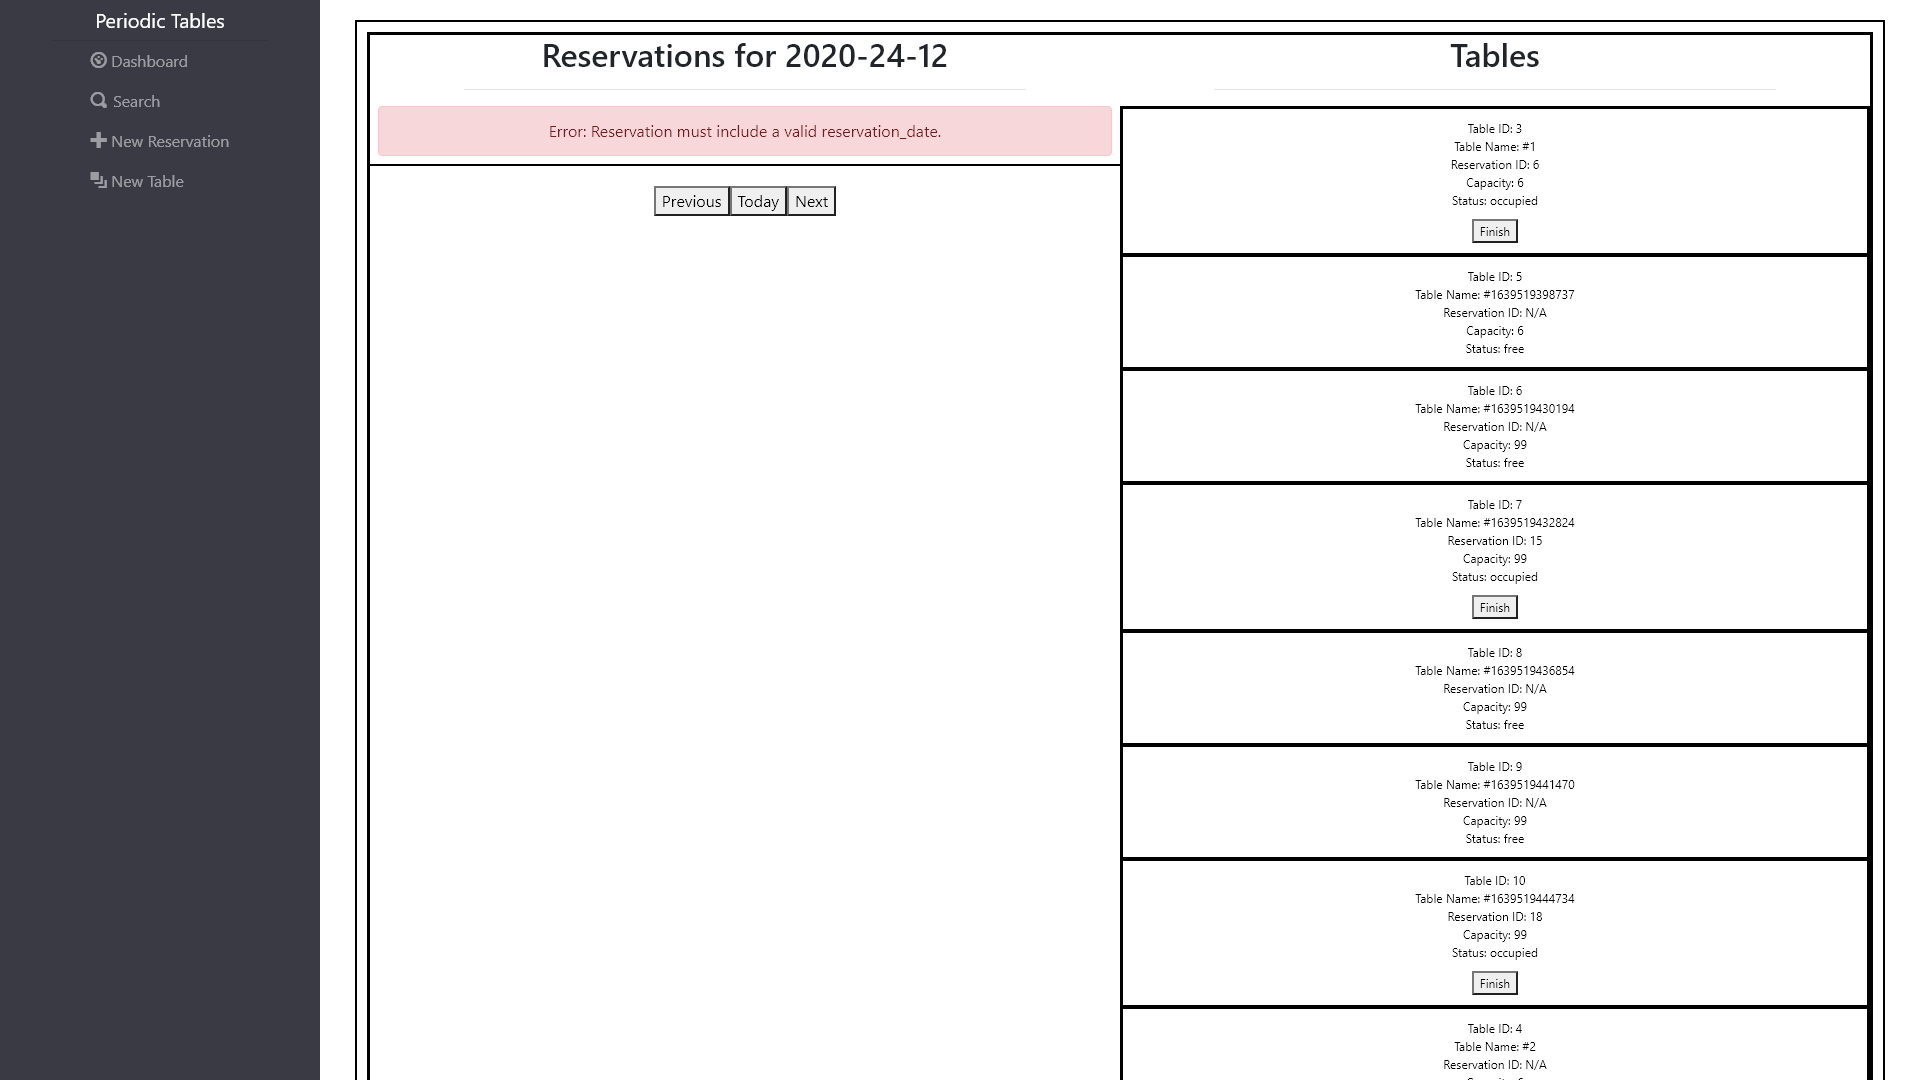 Periodic Tables
Dashboard
Search
New Reservation
New Table
Reservations for 2020-24-12
Error: Reservation must include a valid reservation_date.
Previous
Today
Next
Tables
Table ID: 3
Table Name: #1
Reservation ID: 6
Capacity: 6
Status: occupied
Finish
Table ID: 5
Table Name: #1639519398737
Reservation ID: N/A
Capacity: 6
Status: free
Table ID: 6
Table Name: #1639519430194
Reservation ID: N/A
Capacity: 99
Status: free
Table ID: 7
Table Name: #1639519432824
Reservation ID: 15
Capacity: 99
Status: occupied
Finish
Table ID: 8
Table Name: #1639519436854
Reservation ID: N/A
Capacity: 99
Status: free
Table ID: 9
Table Name: #1639519441470
Reservation ID: N/A
Capacity: 99
Status: free
Table ID: 10
Table Name: #1639519444734
Reservation ID: 18
Capacity: 99
Status: occupied
Finish
Table ID: 4
Table Name: #2
Reservation ID: N/A